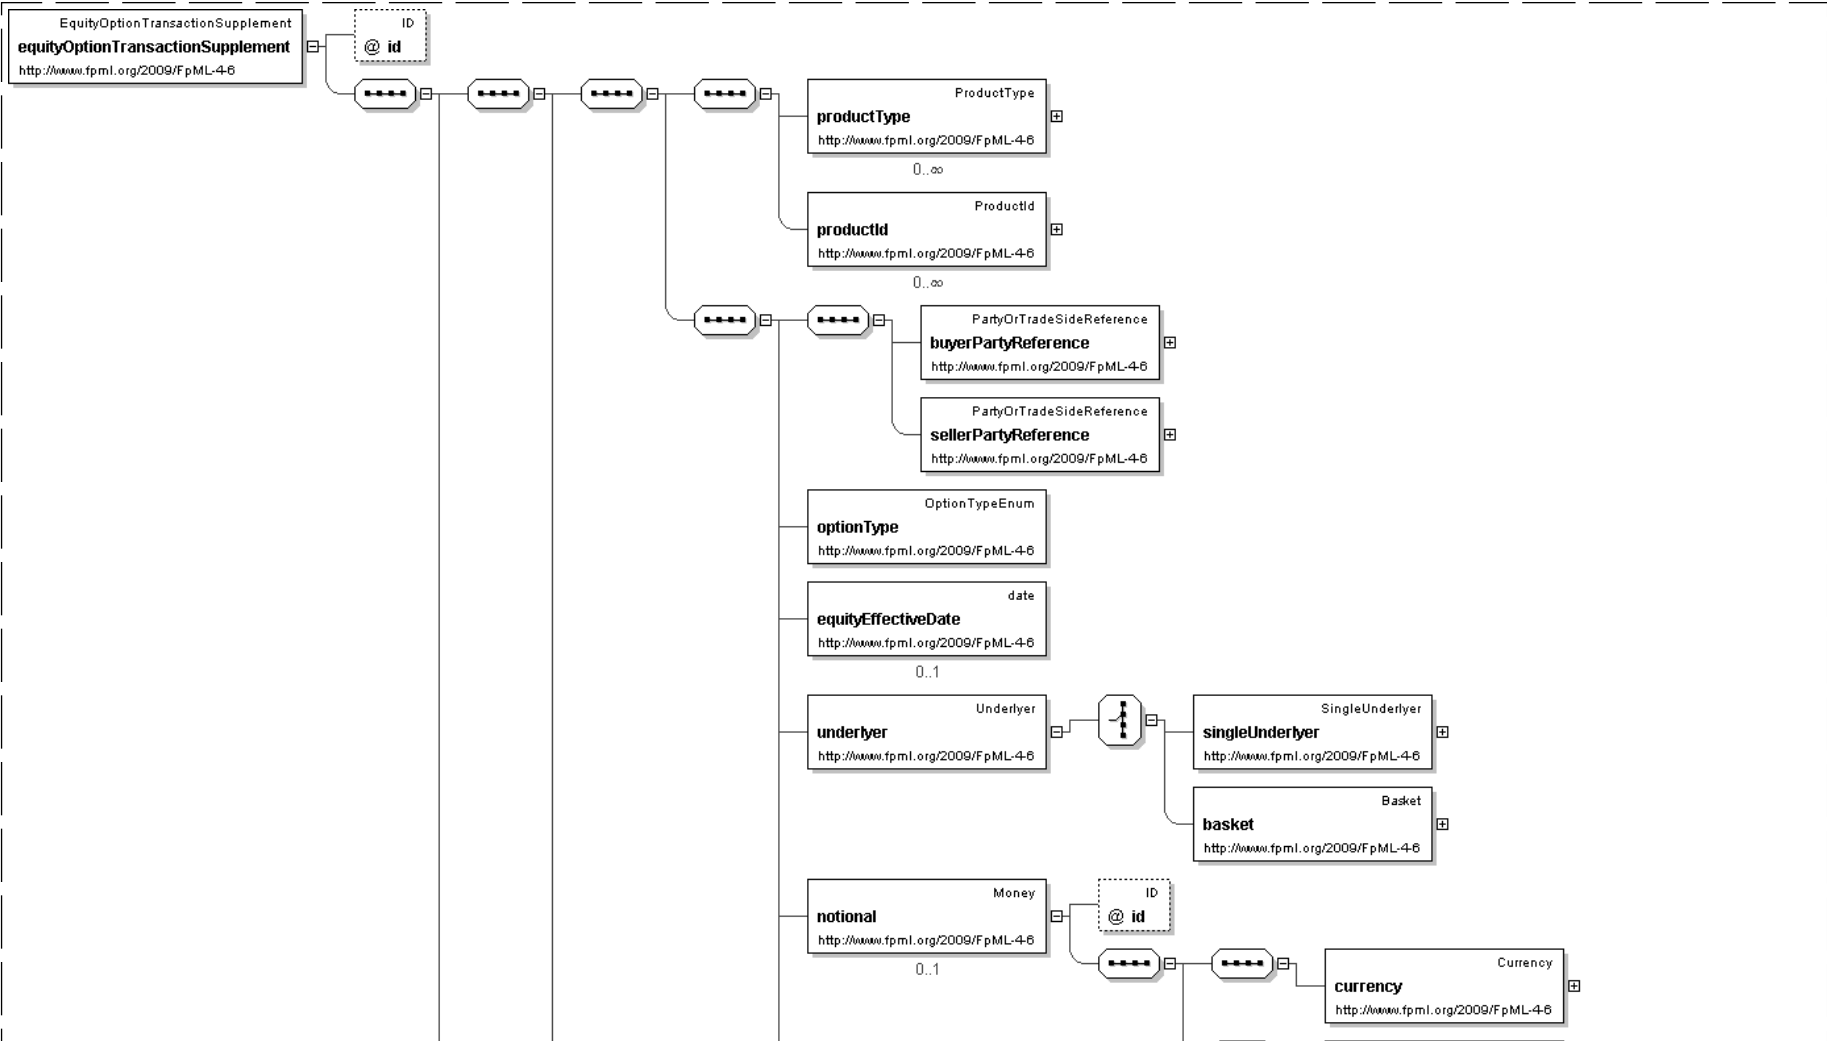 EquityOptionTransactionSupplement
equityOptionTransactionSupplement
http://www.fpml.org/2009/FpML-4-6
ID
@ id
ProductType
productType
http://www.fpml.org/2009/FpML-4-6
0..∞
ProductId
productId
http://www.fpml.org/2009/FpML-4-6
0..∞
PartyOrTradeSideReference
buyerPartyReference
http://www.fpml.org/2009/FpML-4-6
PartyOrTradeSideReference
sellerPartyReference
http://www.fpml.org/2009/FpML-4-6
OptionTypeEnum
optionType
http://www.fpml.org/2009/FpML-4-6
date
equityEffectiveDate
http://www.fpml.org/2009/FpML-4-6
0..1
Underlyer
underlyer
http://www.fpml.org/2009/FpML-4-6
SingleUnderlyer
singleUnderlyer
http://www.fpml.org/2009/FpML-4-6
Basket
basket
http://www.fpml.org/2009/FpML-4-6
Money
notional
http://www.fpml.org/2009/FpML-4-6
0..1
ID
@ id
Currency
currency
http://www.fpml.org/2009/FpML-4-6